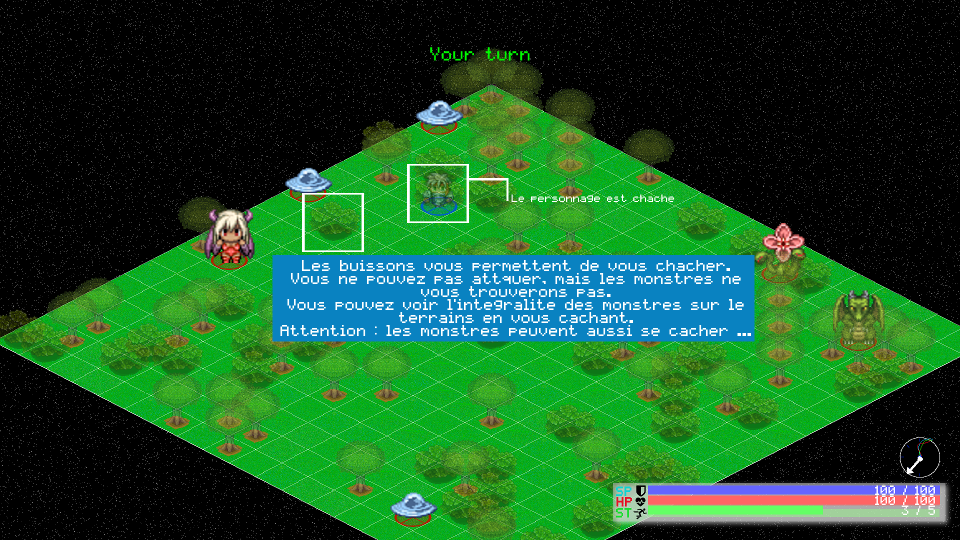 Your turn
Le personnage est chache
Les buissons vous permettent de vous chacher.
Vous ne pouvez pas attquer, mais les monstres ne
vous trouverons pas.
Vous pouvez voir l'integralite des monstres sur le
terrains en vous cachant.
Attention : les monstres peuvent aussi se cacher ...
SP 100 / 100
HP 100 / 100
ST 3 / 5